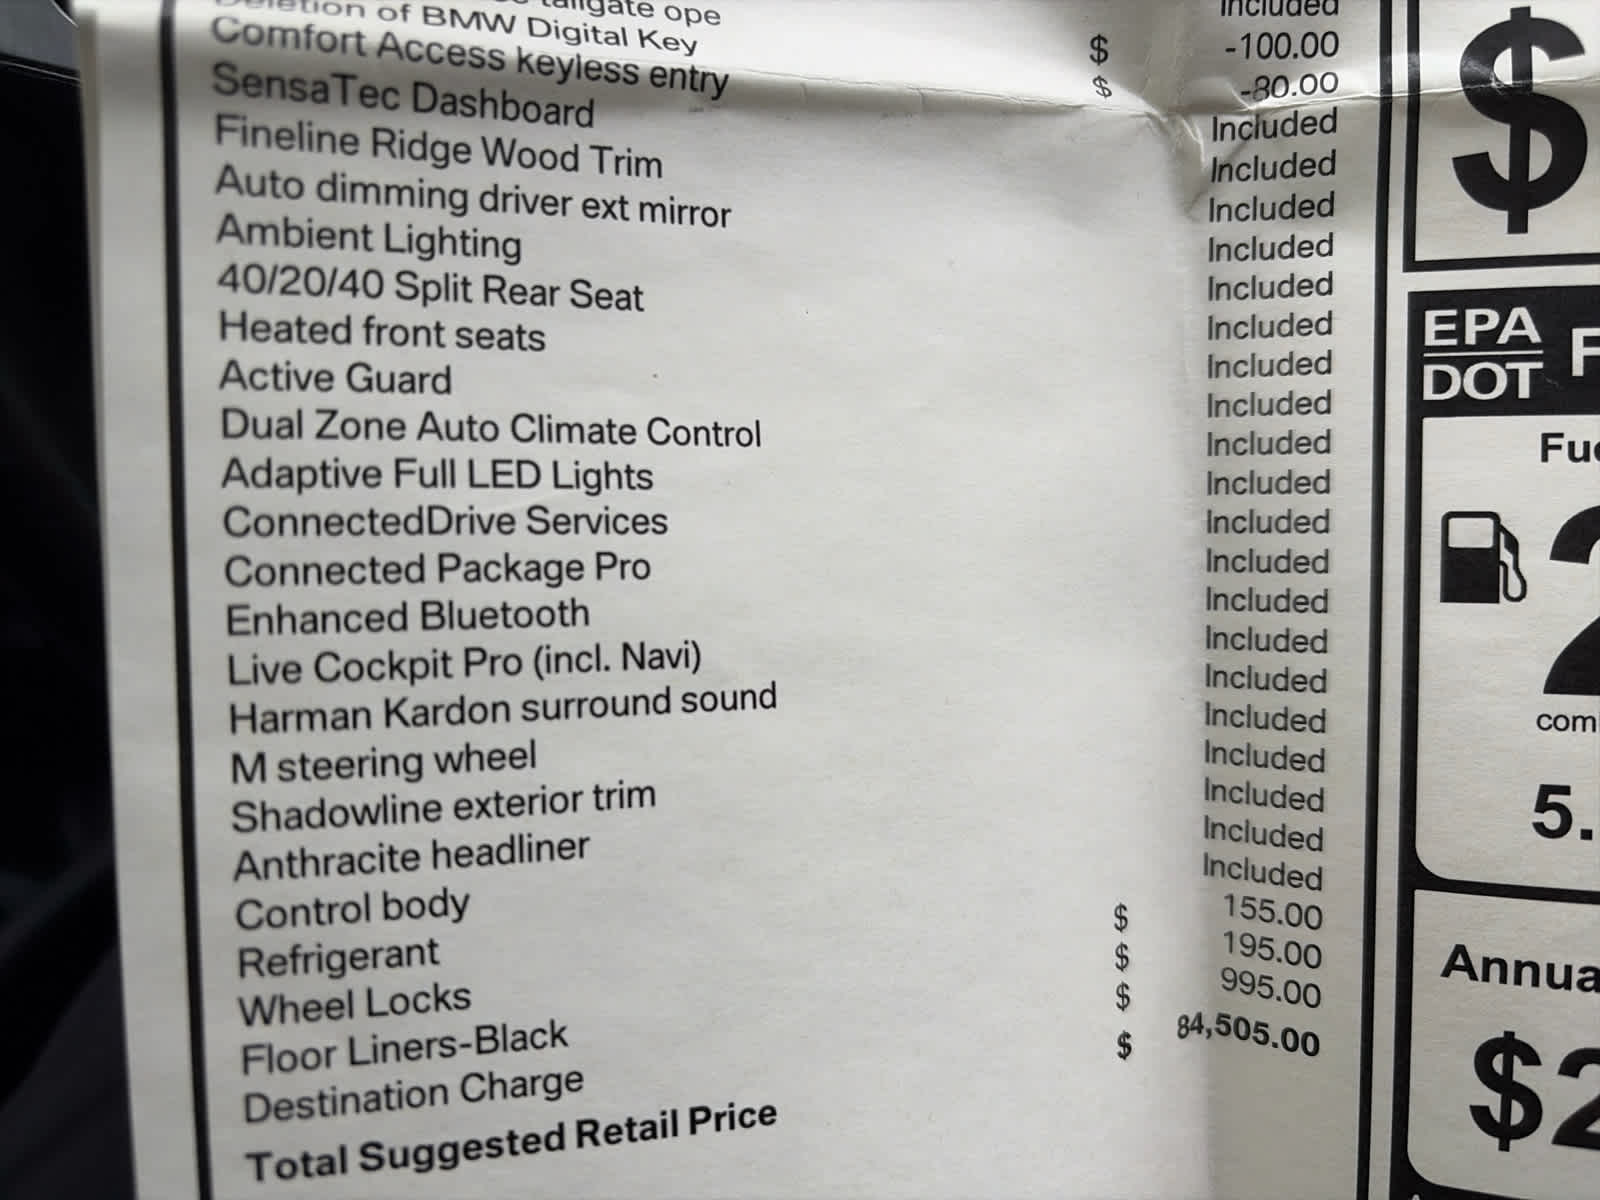 Included
tailgate ope $ -100.00
of BMW Digital Key $ -80.00
Comfort Access keyless entry Included
SensaTec Dashboard Included
Fineline Ridge Wood Trim Included
Auto dimming driver ext mirror Included
Ambient Lighting Included
40/20/40 Split Rear Seat Included
Heated front seats Included
Active Guard Included
Dual Zone Auto Climate Control Included
Adaptive Full LED Lights Included
ConnectedDrive Services Included
Connected Package Pro Included
Enhanced Bluetooth Included
Live Cockpit Pro (incl. Navi) Included
Harman Kardon surround sound Included
M steering wheel Included
Shadowline exterior trim Included
Anthracite headliner Included
Control body Included
Refrigerant Included
Wheel Locks $ 155.00
Floor Liners-Black $ 195.00
Destination Charge $ 995.00
Total Suggested Retail Price $ 84,505.00
$
EPA
DOT F
Fu
2
com
5.
Annua
$2